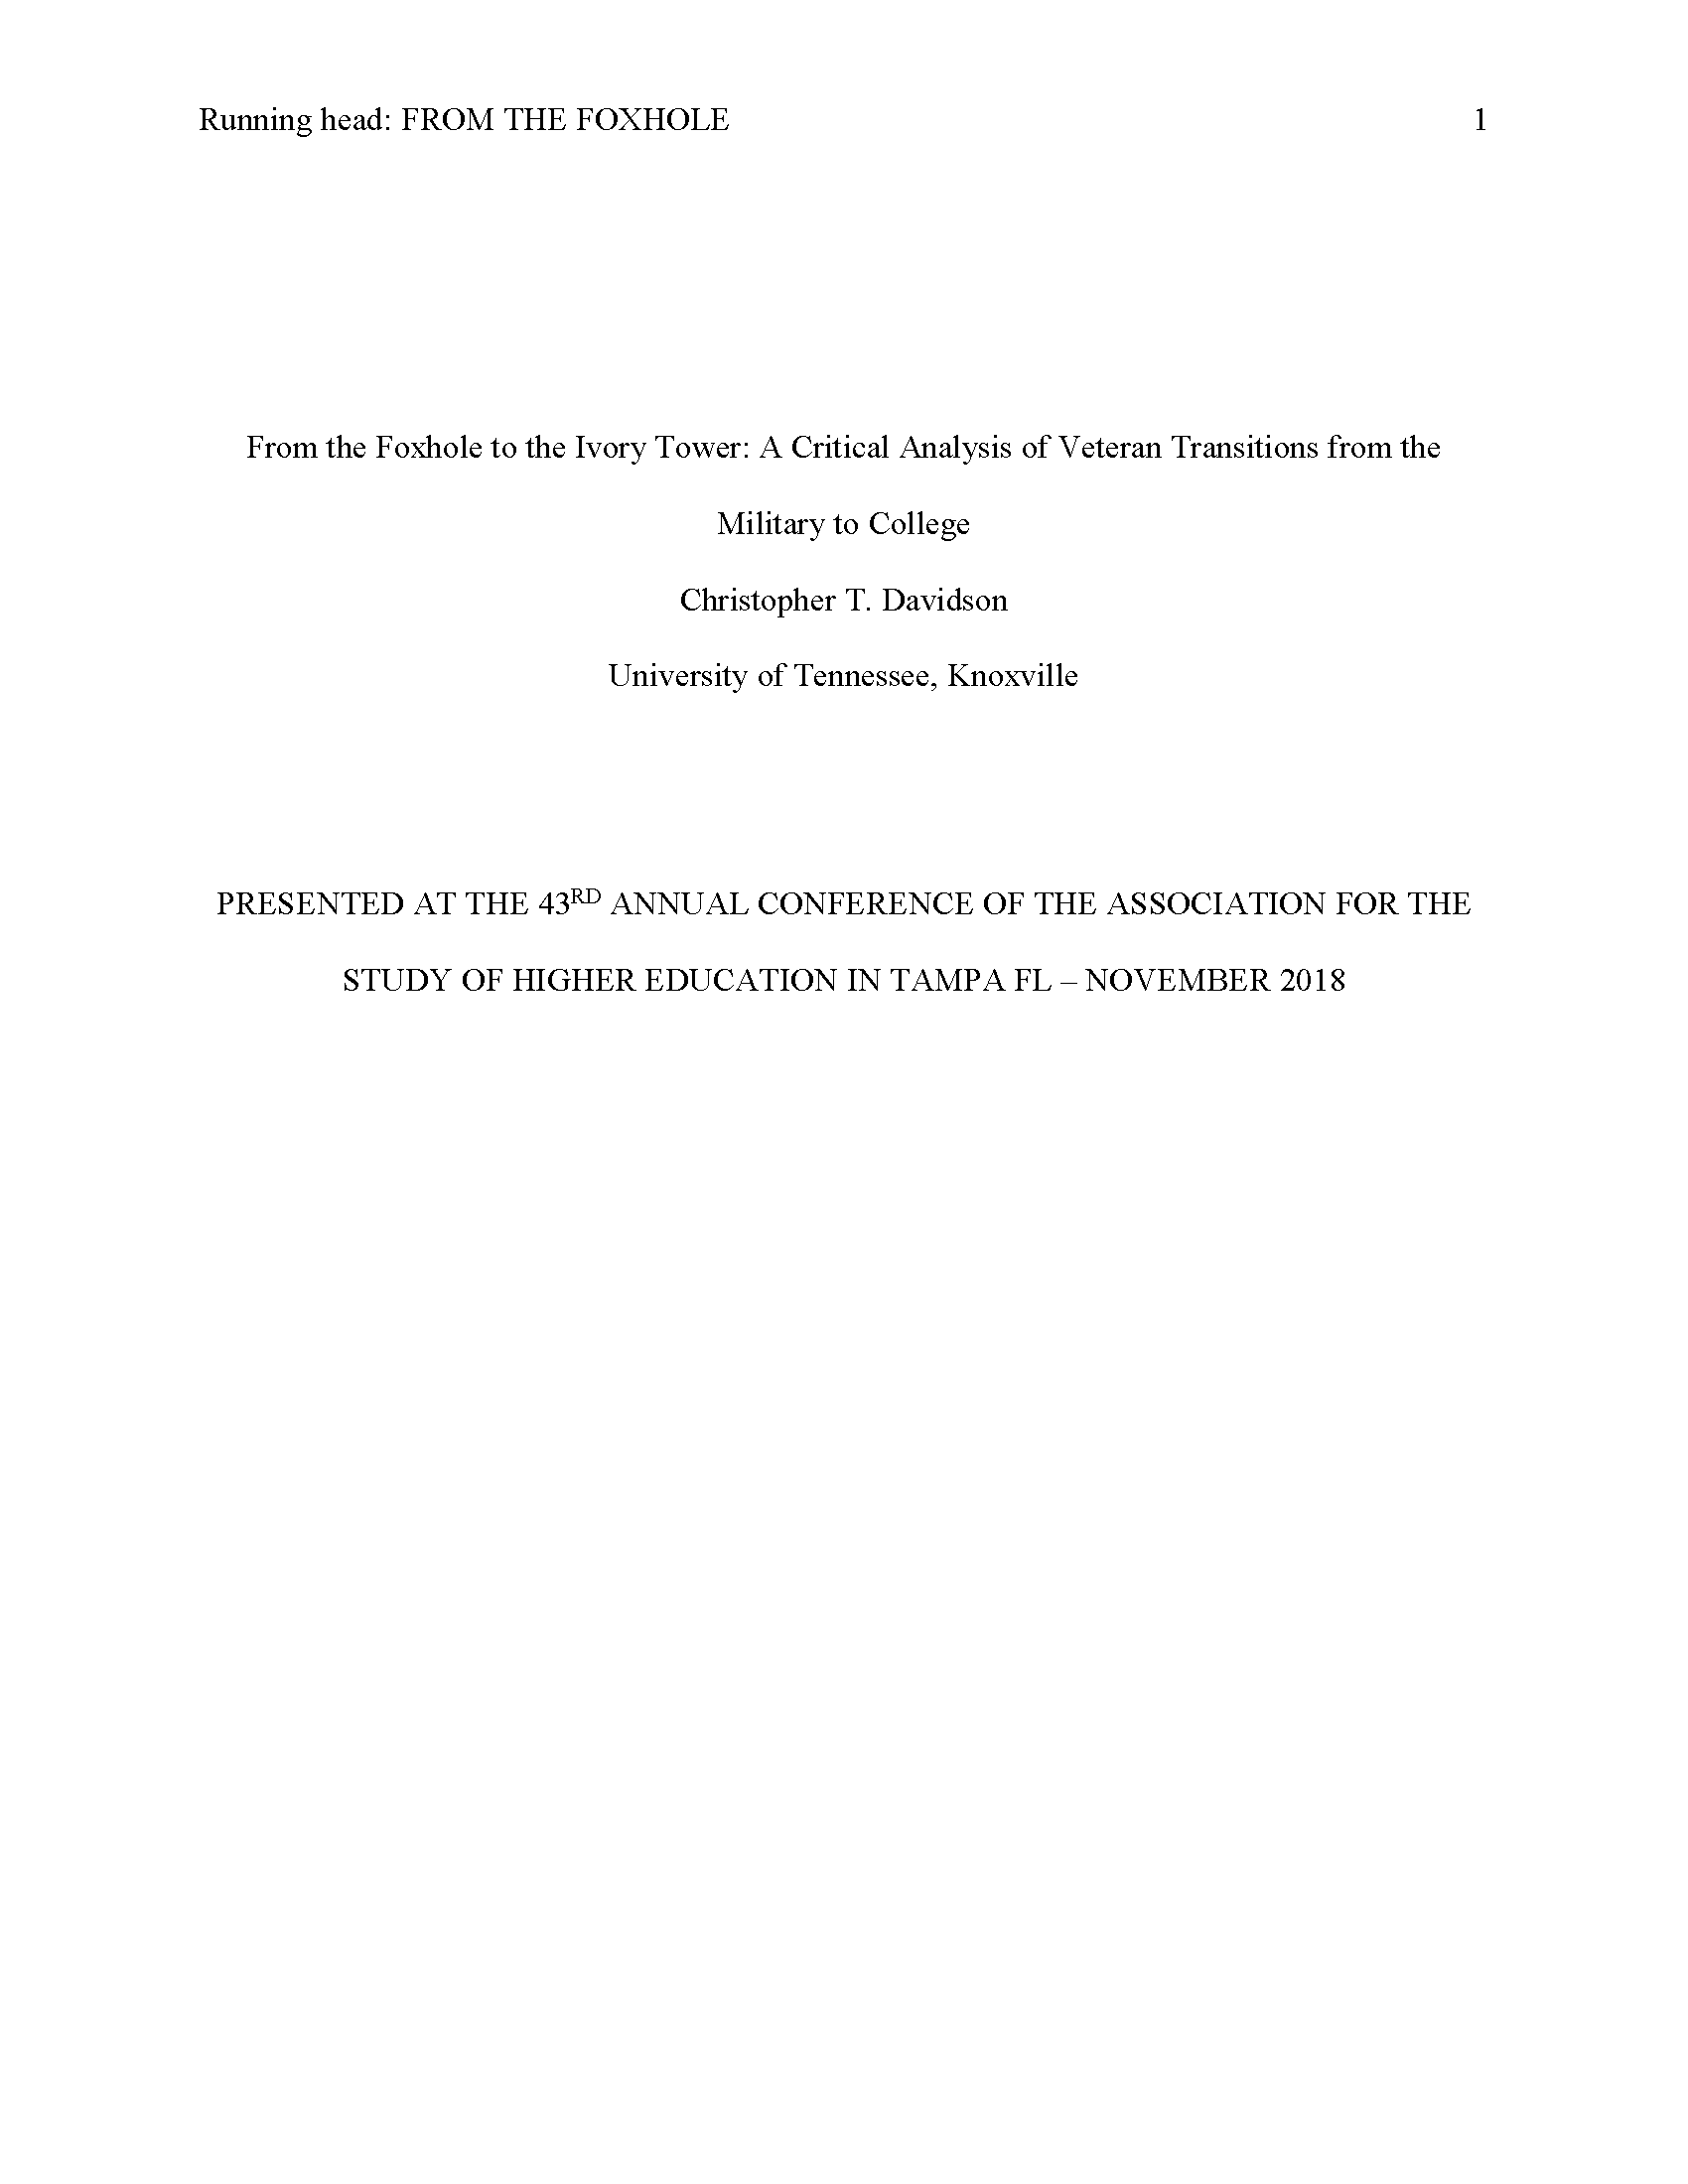 Running head: FROM THE FOXHOLE 1
From the Foxhole to the Ivory Tower: A Critical Analysis of Veteran Transitions from the
Military to College
Christopher T. Davidson
University of Tennessee, Knoxville
PRESENTED AT THE 43RD ANNUAL CONFERENCE OF THE ASSOCIATION FOR THE
STUDY OF HIGHER EDUCATION IN TAMPA FL – NOVEMBER 2018